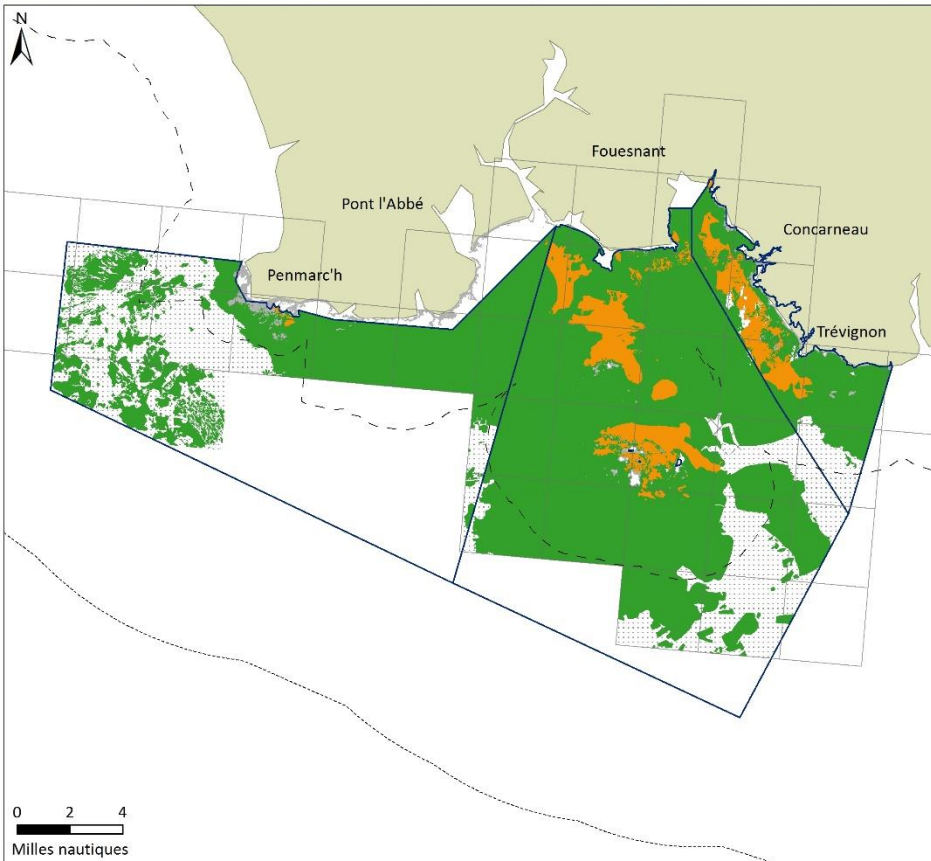 N
Fouesnant
Pont l'Abbé
Concarneau
Penmarc'h
Trévignon
0 2 4
Milles nautiques